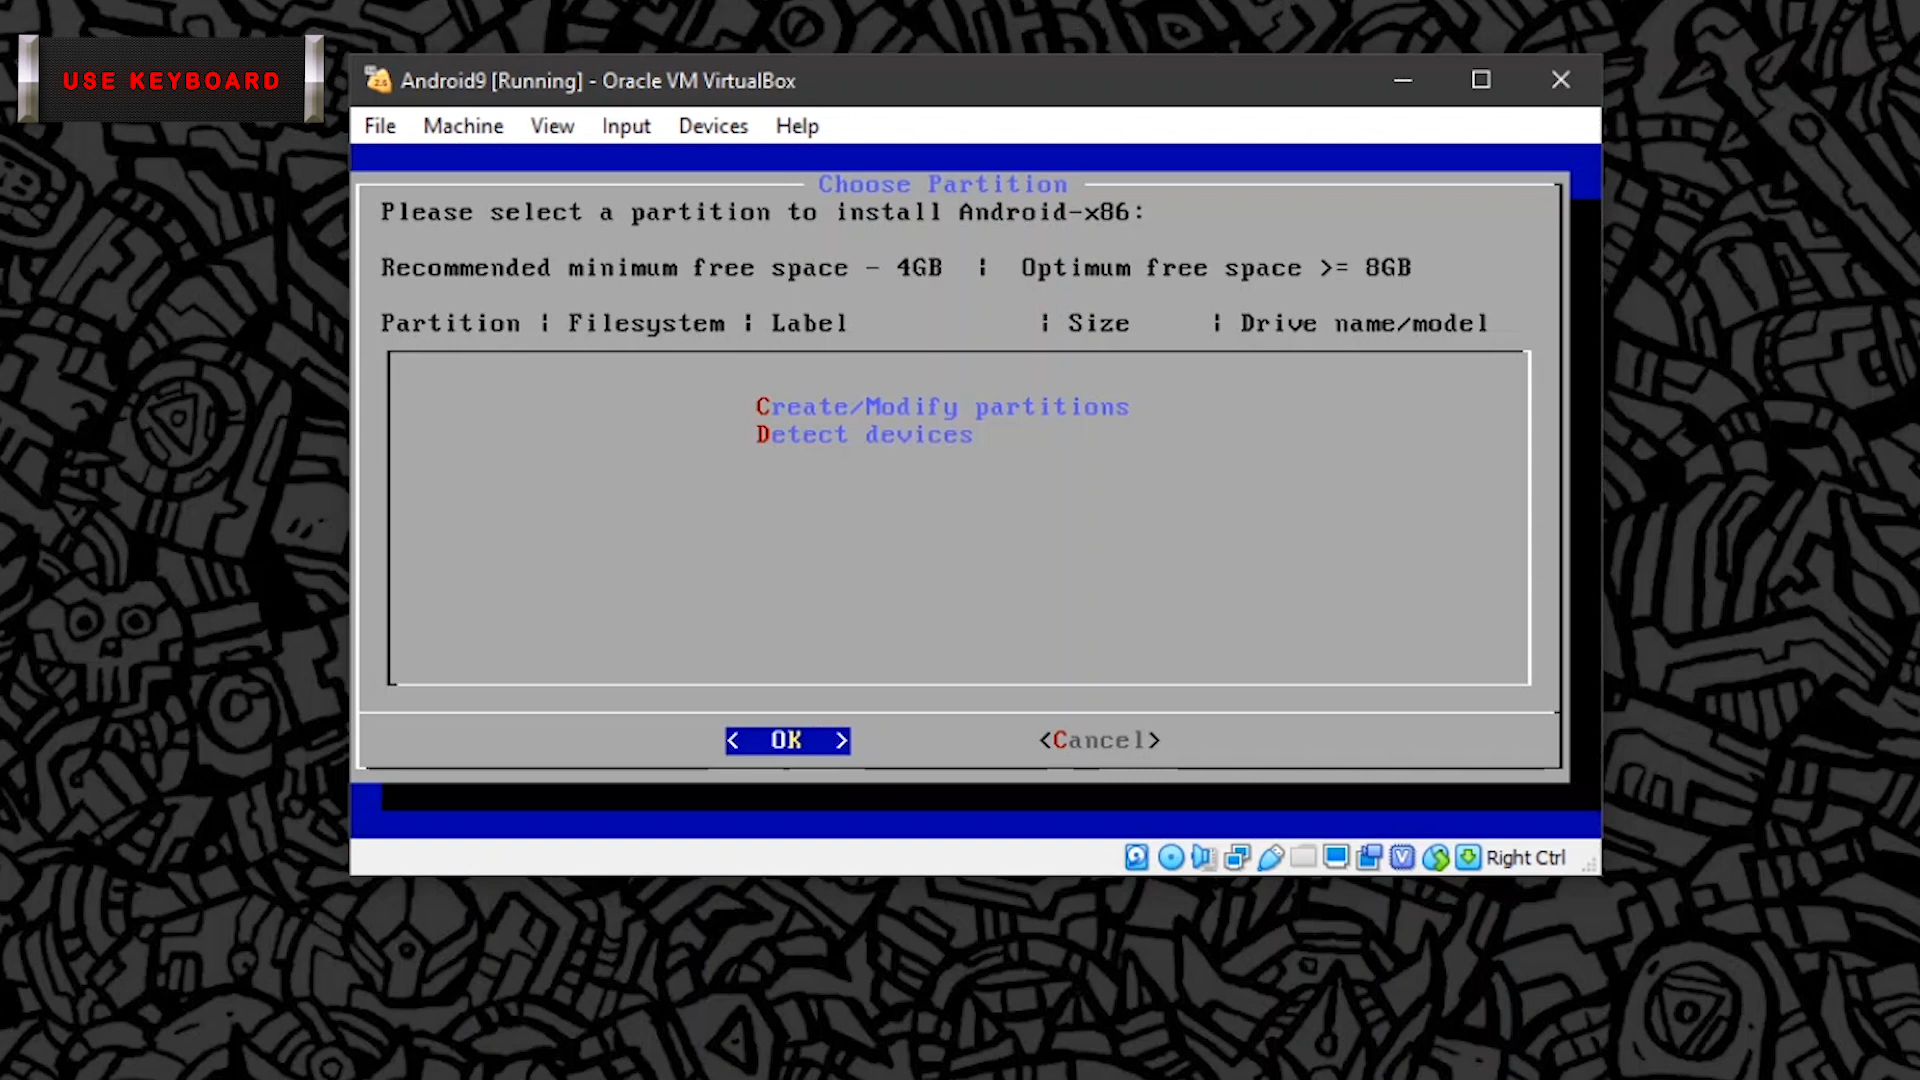 USE KEYBOARD
Android9 [Running] - Oracle VM VirtualBox
File Machine View Input Devices Help
Choose Partition
Please select a partition to install Android-x86:
Recommended minimum free space - 4GB ¦ Optimum free space >= 8GB
Partition ¦ Filesystem ¦ Label ¦ Size ¦ Drive name/model
Create/Modify partitions
Detect devices
< OK > <Cancel>
Right Ctrl